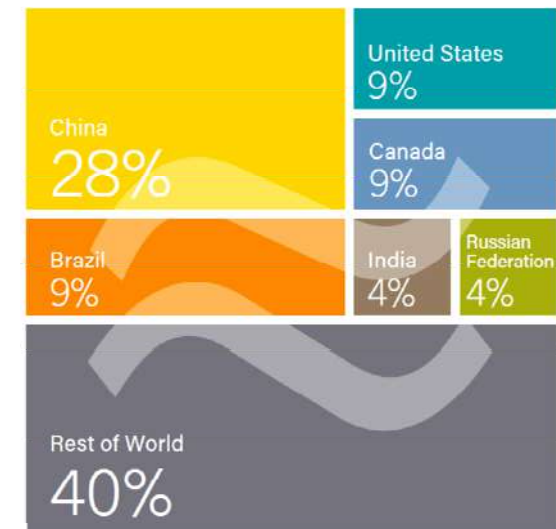 United States
9%
China
28%
Canada
9%
Brazil
9%
India
4%
Russian
Federation
4%
Rest of World
40%